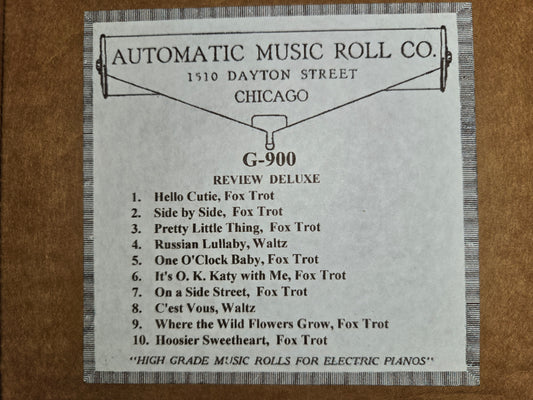 AUTOMATIC MUSIC ROLL CO.
1510 DAYTON STREET
CHICAGO
G-900
REVIEW DELUXE
1. Hello Cutie, Fox Trot
2. Side by Side, Fox Trot
3. Pretty Little Thing, Fox Trot
4. Russian Lullaby, Waltz
5. One O'Clock Baby, Fox Trot
6. It's O. K. Katy with Me, Fox Trot
7. On a Side Street, Fox Trot
8. C'est Vous, Waltz
9. Where the Wild Flowers Grow, Fox Trot
10. Hoosier Sweetheart, Fox Trot
"HIGH GRADE MUSIC ROLLS FOR ELECTRIC PIANOS"